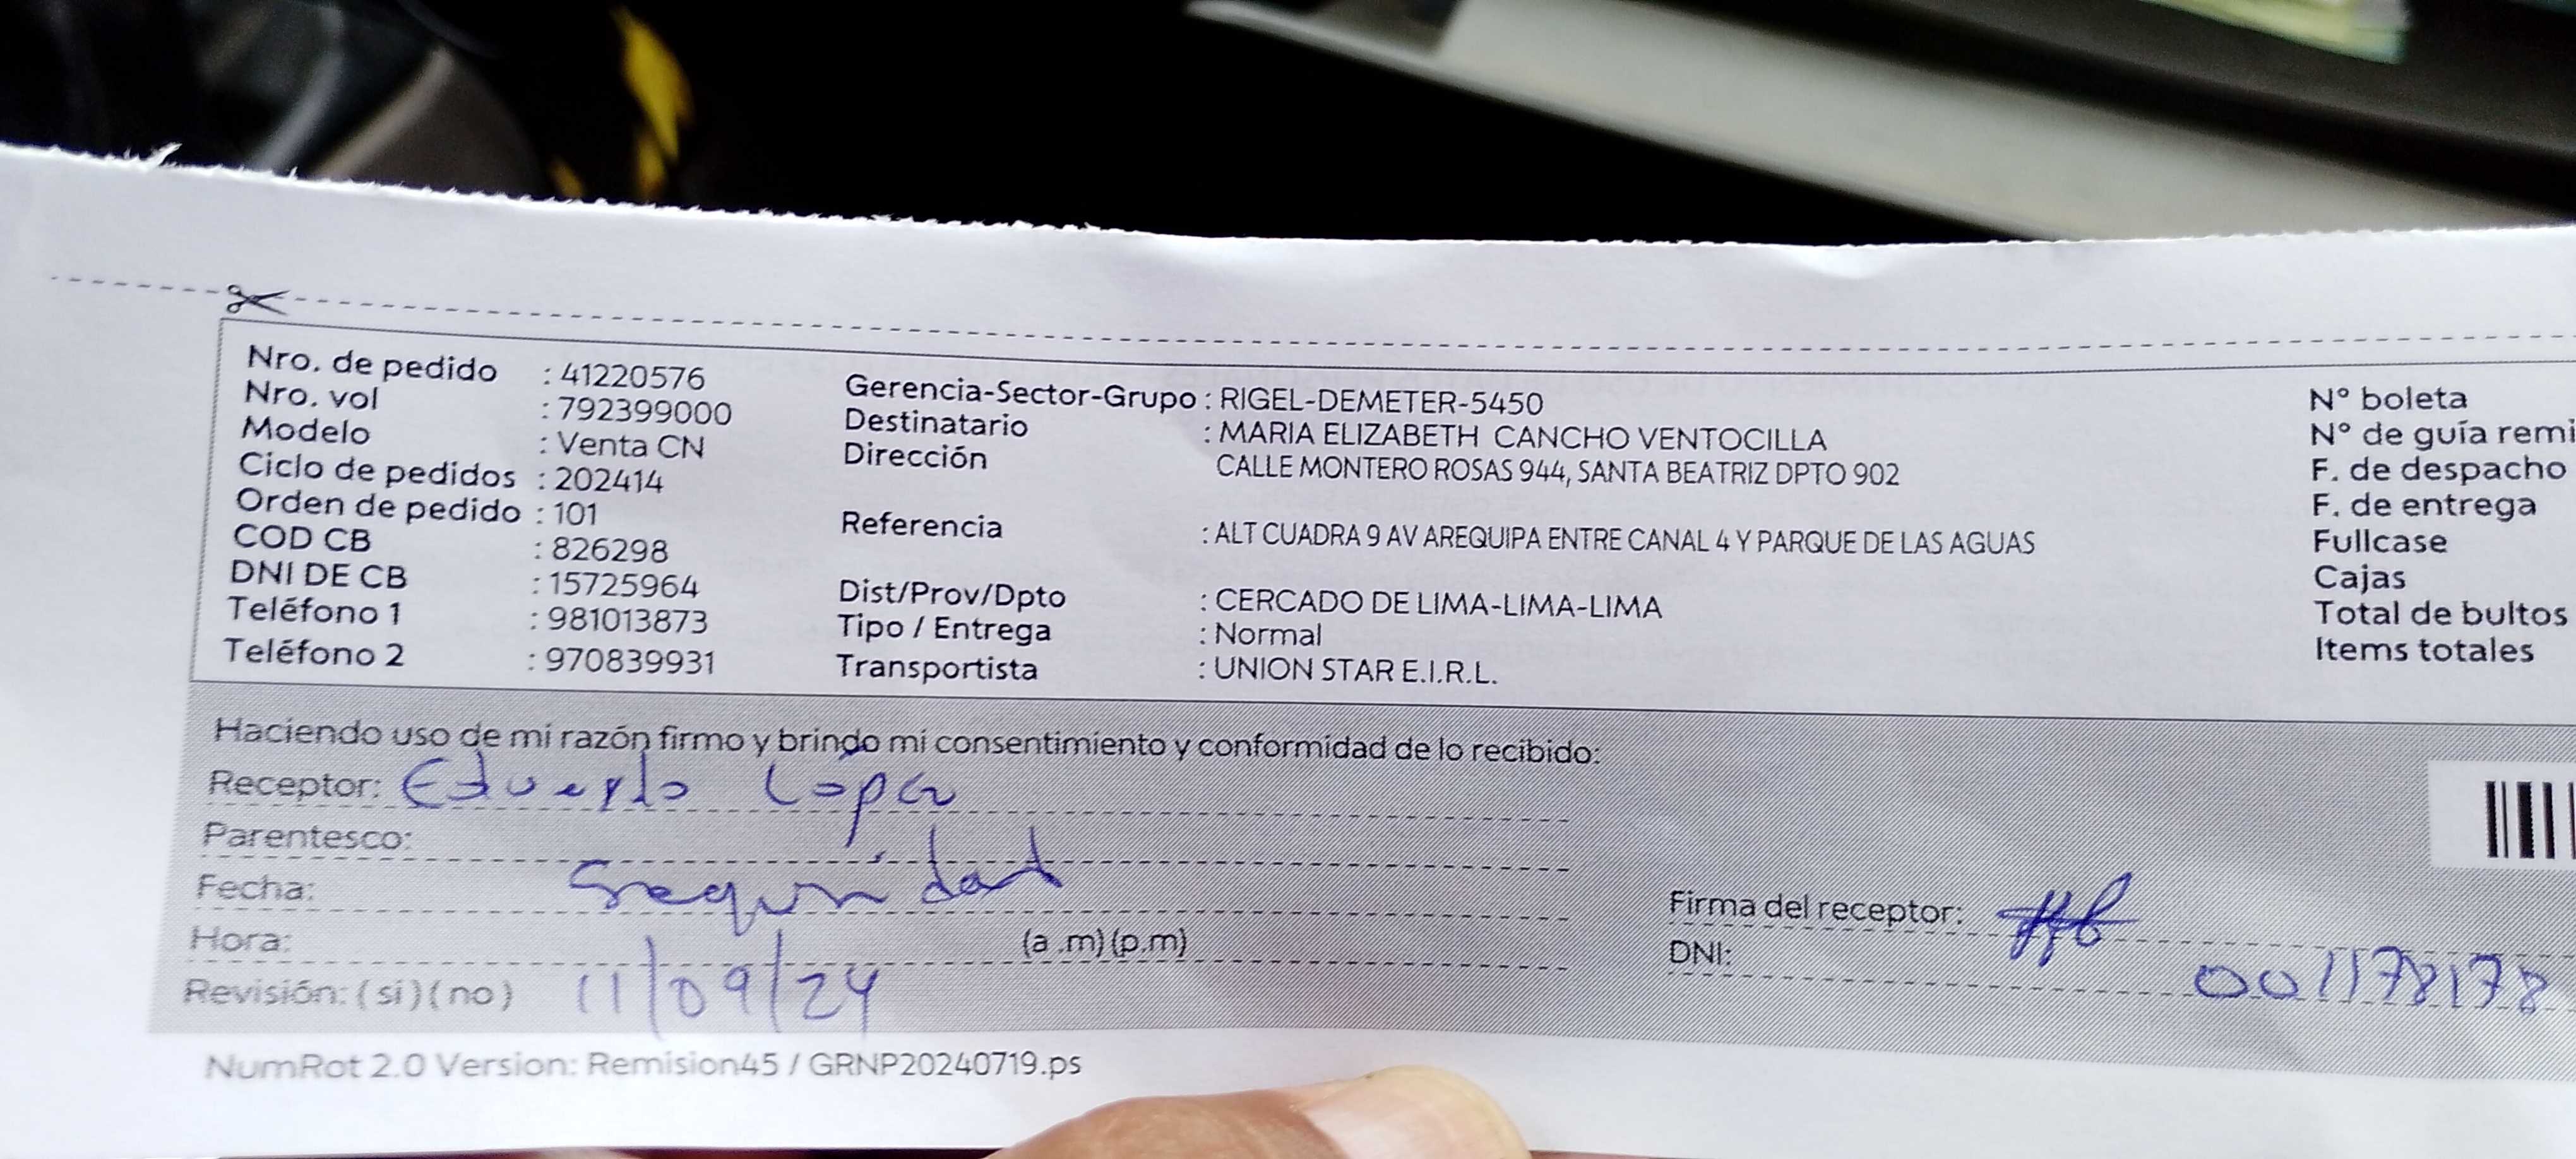 Nro. de pedido : 41220576
Nro. vol : 792399000
Modelo : Venta CN
Ciclo de pedidos : 202414
Orden de pedido : 101
COD CB : 826298
DNI DE CB : 15725964
Teléfono 1 : 981013873
Teléfono 2 : 970839931
Gerencia-Sector-Grupo : RIGEL-DEMETER-5450
Destinatario : MARIA ELIZABETH CANCHO VENTOCILLA
Dirección CALLE MONTERO ROSAS 944, SANTA BEATRIZ DPTO 902
Referencia : ALT CUADRA 9 AV AREQUIPA ENTRE CANAL 4 Y PARQUE DE LAS AGUAS
Dist/Prov/Dpto : CERCADO DE LIMA-LIMA-LIMA
Tipo / Entrega : Normal
Transportista : UNION STAR E.I.R.L.
N° boleta
N° de guía remi
F. de despacho
F. de entrega
Fullcase
Cajas
Total de bultos
Items totales
Haciendo uso de mi razón firmo y brindo mi consentimiento y conformidad de lo recibido:
Receptor: Eduardo Lopez
Parentesco:
Seguridad
Fecha:
Hora: (a .m) (p.m)
Revisión: ( si ) ( no ) 11/09/24
Firma del receptor:
DNI: 001178178
NumRot 2.0 Version: Remision45 / GRNP20240719.ps